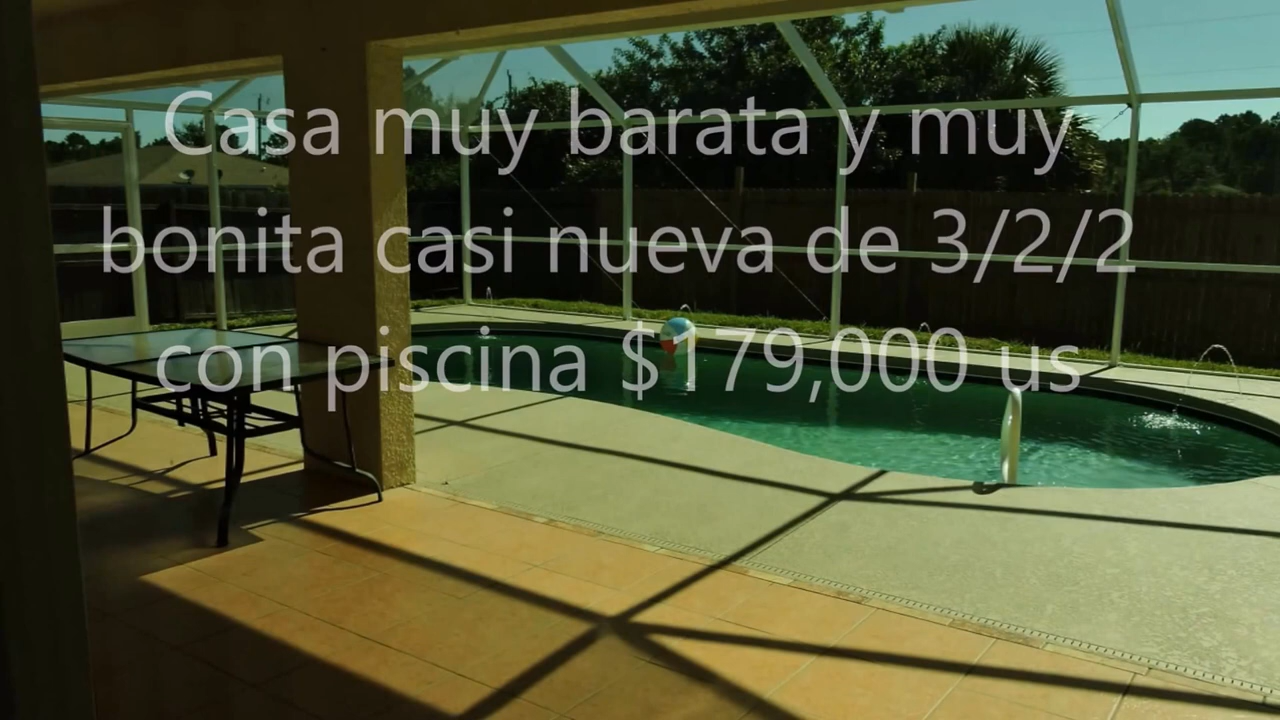 Casa muy barata y muy
bonita casi nueva de 3/2/2
con piscina $179,000 us